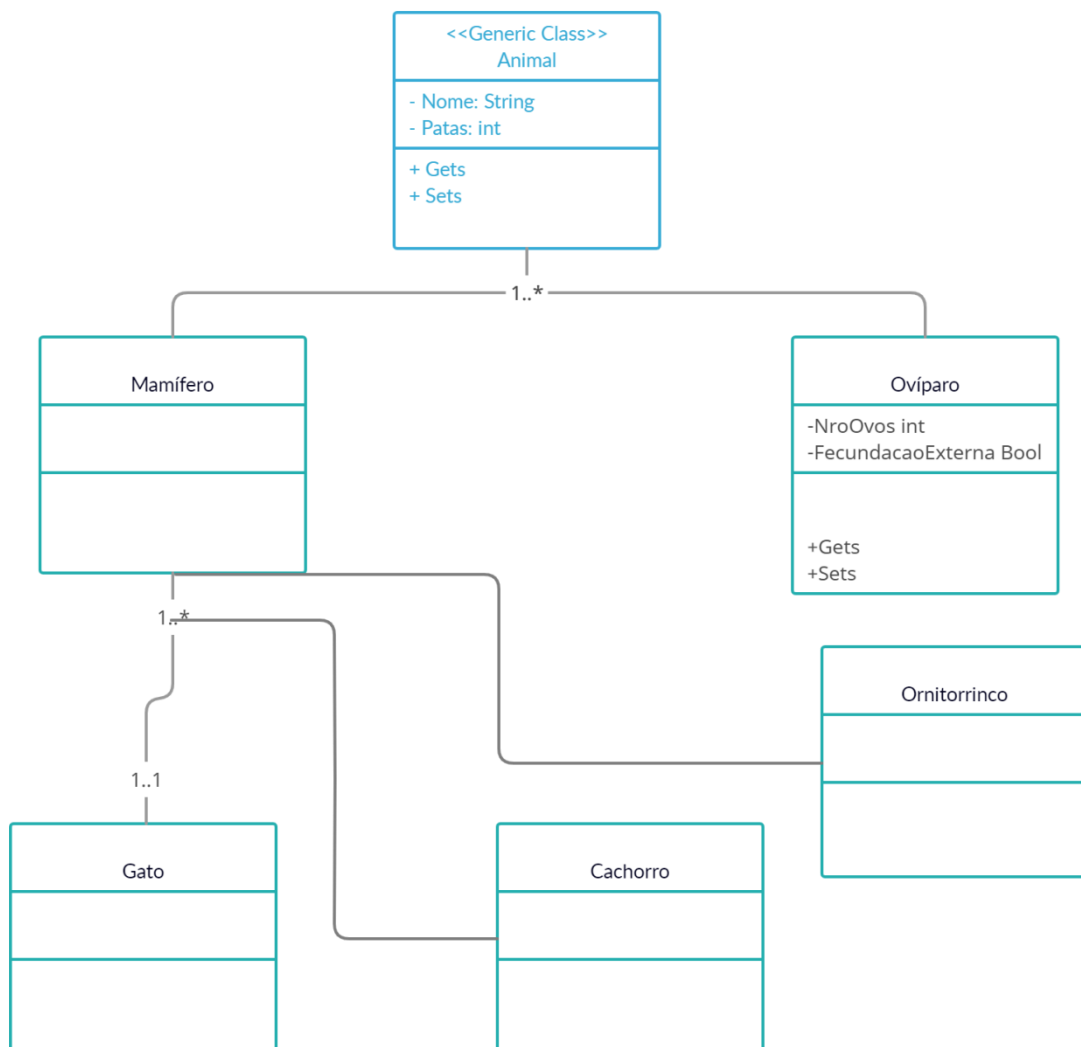 <<Generic Class>>
Animal
- Nome: String
- Patas: int
+ Gets
+ Sets
1..*
Mamífero
Ovíparo
-NroOvos int
-FecundacaoExterna Bool
+Gets
+Sets
1..*
Ornitorrinco
1..1
Gato
Cachorro